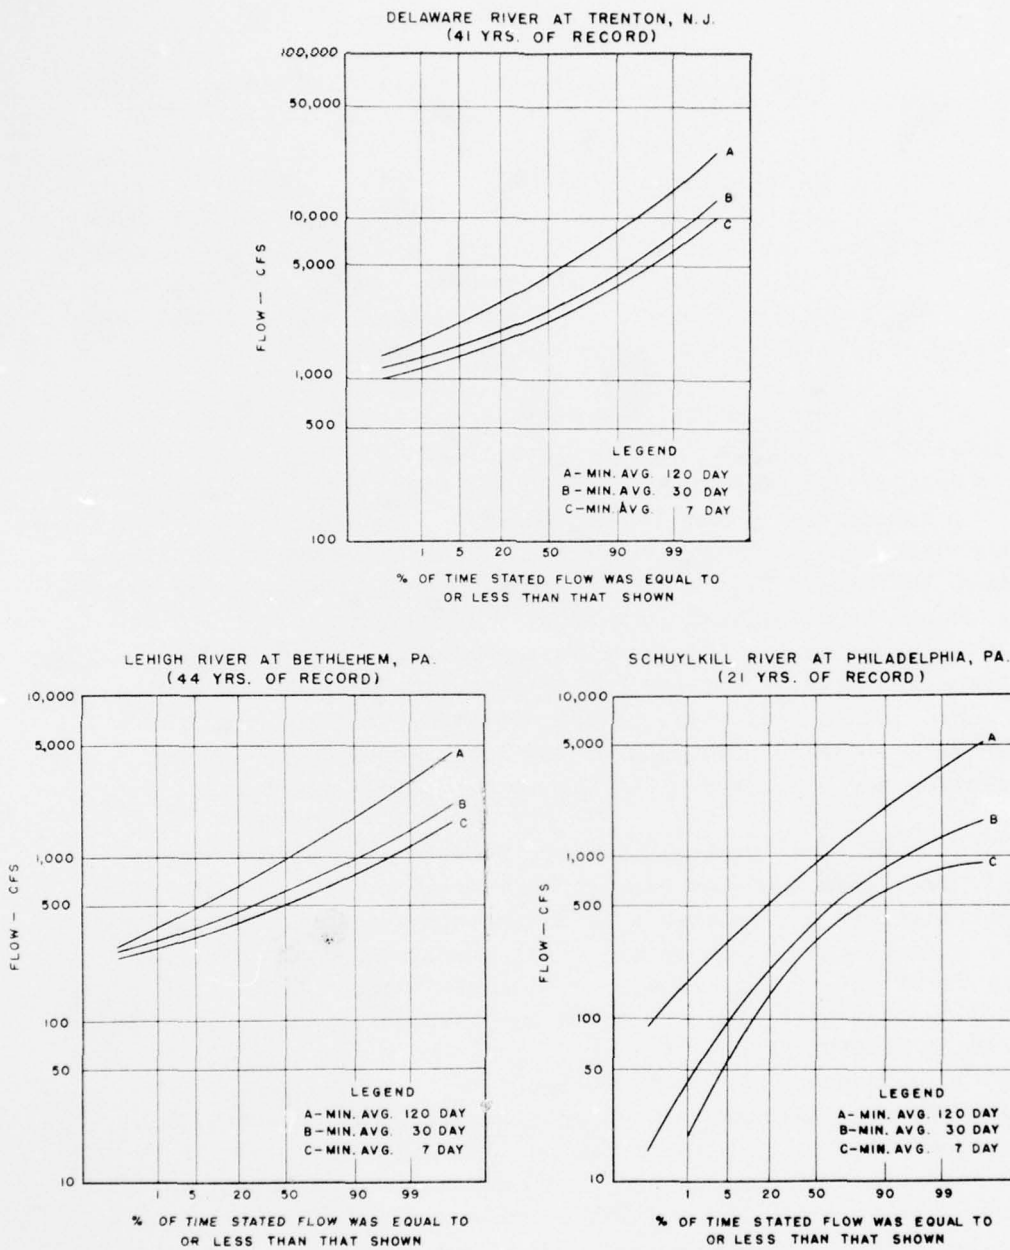 DELAWARE RIVER AT TRENTON, N.J.
(41 YRS. OF RECORD)
100,000
50,000
10,000
5,000
1,000
500
100
FLOW — CFS
A
B
C
LEGEND
A-MIN. AVG. 120 DAY
B-MIN. AVG. 30 DAY
C-MIN. AVG. 7 DAY
1 5 20 50 90 99
% OF TIME STATED FLOW WAS EQUAL TO
OR LESS THAN THAT SHOWN
LEHIGH RIVER AT BETHLEHEM, PA.
(44 YRS. OF RECORD)
10,000
5,000
1,000
500
100
50
10
FLOW — CFS
A
B
C
LEGEND
A-MIN. AVG. 120 DAY
B-MIN. AVG. 30 DAY
C-MIN. AVG. 7 DAY
1 5 20 50 90 99
% OF TIME STATED FLOW WAS EQUAL TO
OR LESS THAN THAT SHOWN
SCHUYLKILL RIVER AT PHILADELPHIA, PA.
(21 YRS. OF RECORD)
10,000
5,000
1,000
500
100
50
10
FLOW — CFS
A
B
C
LEGEND
A-MIN. AVG. 120 DAY
B-MIN. AVG. 30 DAY
C-MIN. AVG. 7 DAY
1 5 20 50 90 99
% OF TIME STATED FLOW WAS EQUAL TO
OR LESS THAN THAT SHOWN